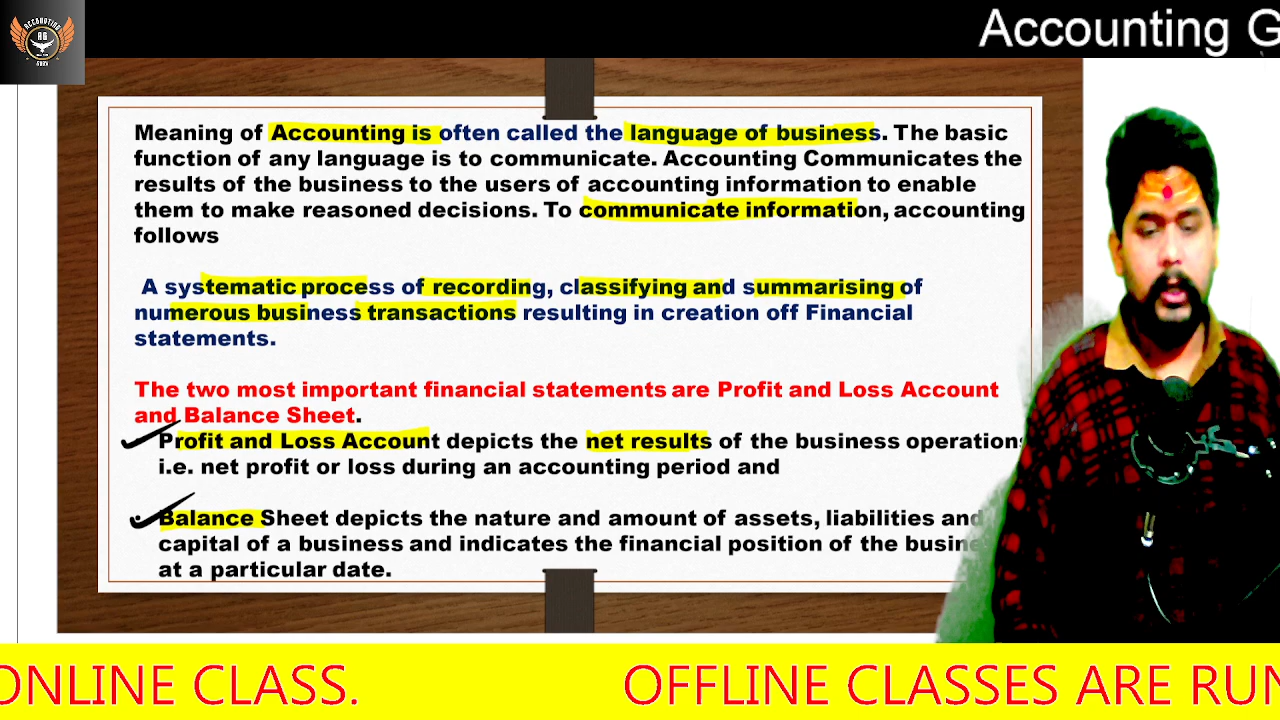 Accounting G
ACCOUNTING
AG
GURU
Meaning of Accounting is often called the language of business. The basic
function of any language is to communicate. Accounting Communicates the
results of the business to the users of accounting information to enable
them to make reasoned decisions. To communicate information, accounting
follows
A systematic process of recording, classifying and summarising of
numerous business transactions resulting in creation off Financial
statements.
The two most important financial statements are Profit and Loss Account
and Balance Sheet.
Profit and Loss Account depicts the net results of the business operations
i.e. net profit or loss during an accounting period and
• Balance Sheet depicts the nature and amount of assets, liabilities and
capital of a business and indicates the financial position of the busine
at a particular date.
ONLINE CLASS. OFFLINE CLASSES ARE RUN